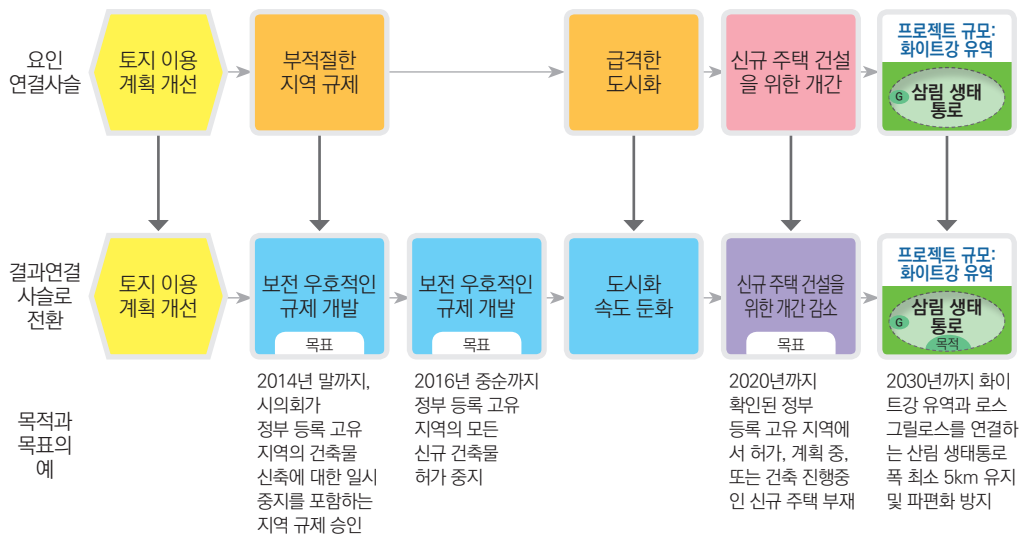 요인
연결사슬
토지 이용
계획 개선
부적절한
지역 규제
급격한
도시화
신규 주택 건설
을 위한 개간
프로젝트 규모:
화이트강 유역
G
삼림 생태
통로
결과연결
사슬로
전환
토지 이용
계획 개선
보전 우호적인
규제 개발
목표
보전 우호적인
규제 개발
목표
도시화
속도 둔화
신규 주택 건설을
위한 개간 감소
목표
프로젝트 규모:
화이트강 유역
G
삼림 생태
통로
목적
목적과
목표의
예
2014년 말까지,
시의회가
정부 등록 고유
지역의 건축물
신축에 대한 일시
중지를 포함하는
지역 규제 승인
2016년 중순까지
정부 등록 고유
지역의 모든
신규 건축물
허가 중지
2020년까지
확인된 정부
등록 고유 지역에
서 허가, 계획 중,
또는 건축 진행중
인 신규 주택 부재
2030년까지 화이
트강 유역과 로스
그릴로스를 연결하
는 산림 생태통로
폭 최소 5km 유지
및 파편화 방지